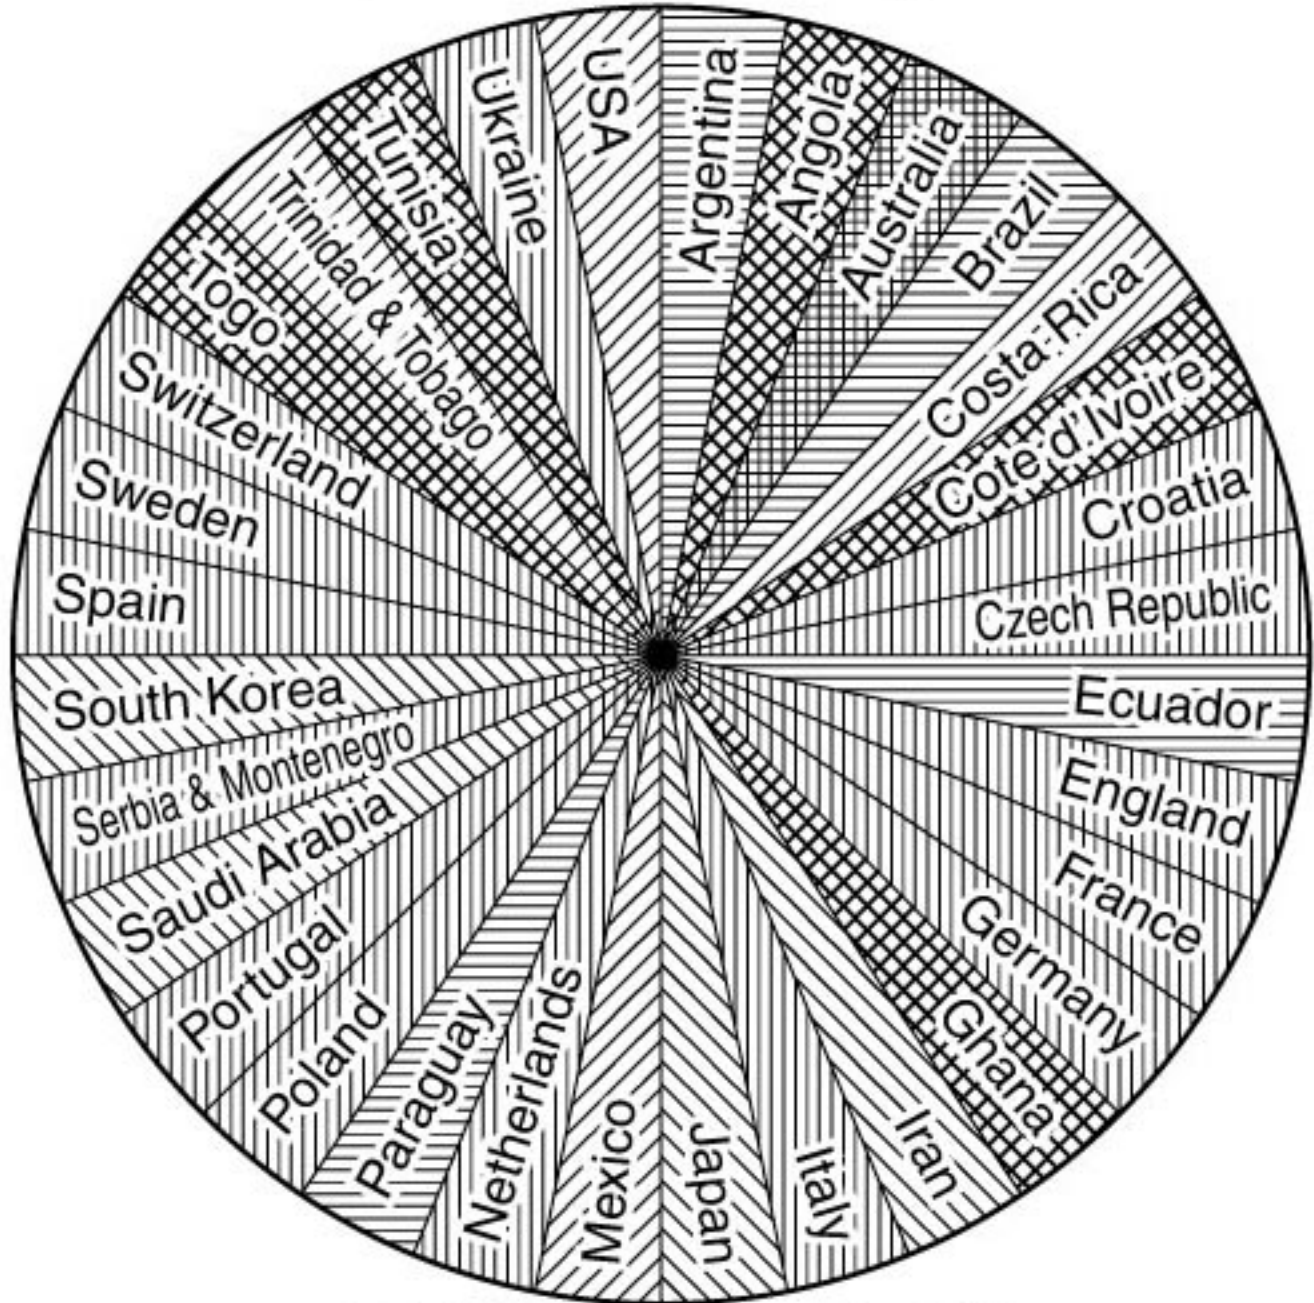 Argentina
Angola
Australia
Brazil
Costa Rica
Cote d'Ivoire
Croatia
Czech Republic
Ecuador
England
France
Germany
Ghana
Iran
Italy
Japan
Mexico
Netherlands
Paraguay
Poland
Portugal
Saudi Arabia
Serbia & Montenegro
South Korea
Spain
Sweden
Switzerland
Togo
Trinidad & Tobago
Tunisia
Ukraine
USA